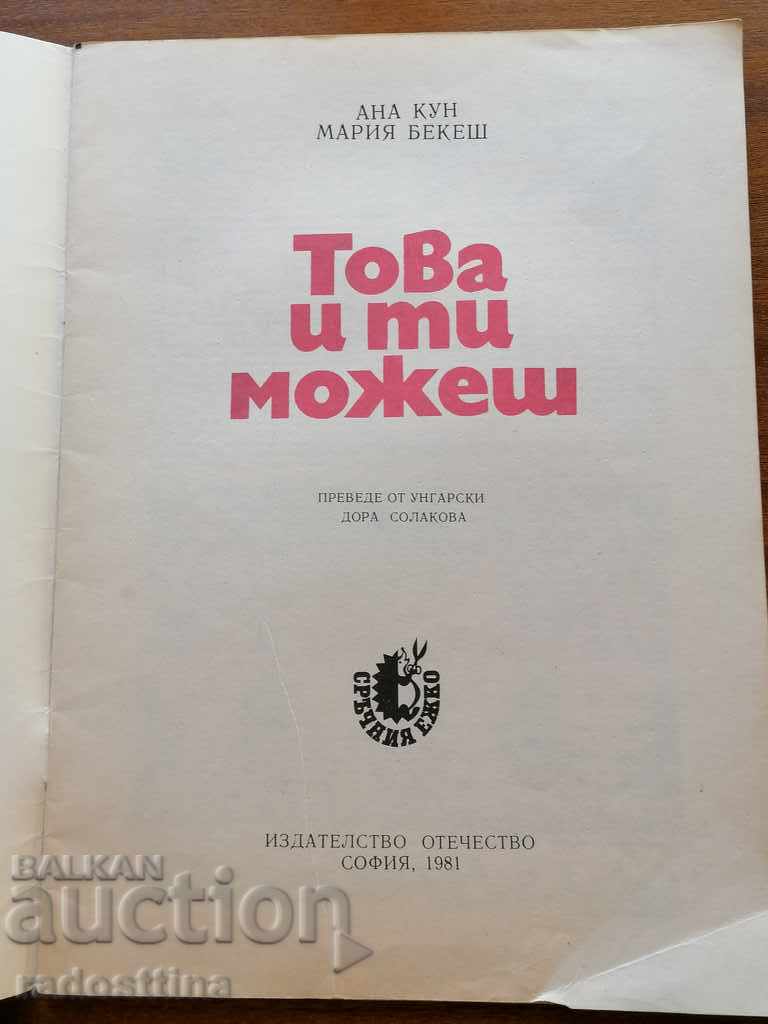 АНА КУН
МАРИЯ БЕКЕШ
Това
и ти
можеш
ПРЕВЕДЕ ОТ УНГАРСКИ
ДОРА СОЛАКОВА
СРЪЧНИЯ ЕЖКО
ИЗДАТЕЛСТВО ОТЕЧЕСТВО
СОФИЯ, 1981
BALKAN
auction
radosttina